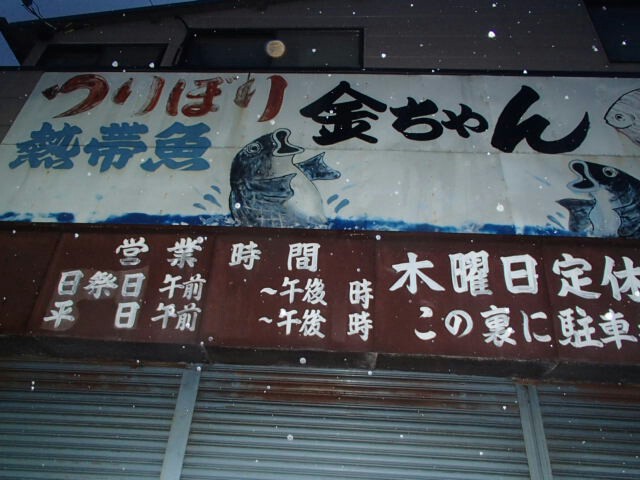 つりぼり 金ちゃん
熱帯魚
営業時間
日祭日 午前 ~午後 時
平日 午前 ~午後 時
木曜日定休
この裏に駐車